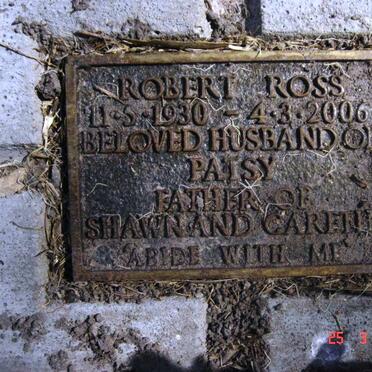 ROBERT ROSS
11·5·1930 - 4·3·2006
BELOVED HUSBAND OF
PATSY
FATHER OF
SHAWN AND
ABIDE WITH ME
25 3